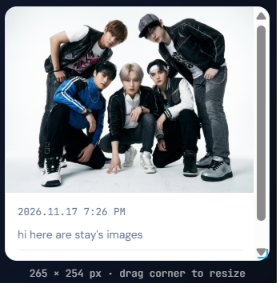 2026.11.17 7:26 PM
hi here are stay's images
265 × 254 px · drag corner to resize